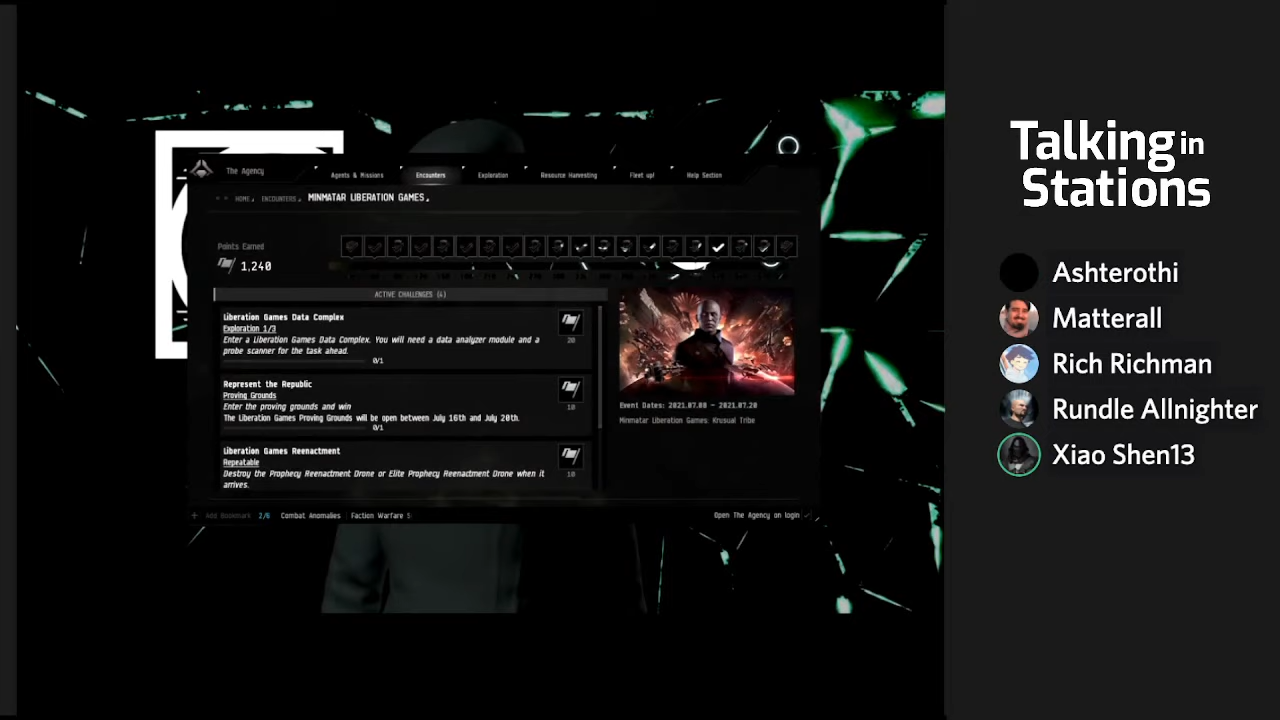 The Agency
Agents & Missions
Encounters
Exploration
Resource Harvesting
Fleet up!
Help Section
HOME
ENCOUNTERS
MINMATAR LIBERATION GAMES
Points Earned
1,240
ACTIVE CHALLENGES (4)
Liberation Games Data Complex
Exploration 1/3
Enter a Liberation Games Data Complex. You will need a data analyzer module and a
probe scanner for the task ahead.
20
0/1
Represent the Republic
Proving Grounds
Enter the proving grounds and win
The Liberation Games Proving Grounds will be open between July 16th and July 20th.
10
0/1
Liberation Games Reenactment
Repeatable
Destroy the Prophecy Reenactment Drone or Elite Prophecy Reenactment Drone when it
arrives.
10
Event Dates: 2021.07.08 - 2021.07.20
Minmatar Liberation Games: Krusual Tribe
Add Bookmark 2/6 Combat Anomalies Faction Warfare S
Open The Agency on login
Talking in
Stations
Ashterothi
Matterall
Rich Richman
Rundle Allnighter
Xiao Shen13